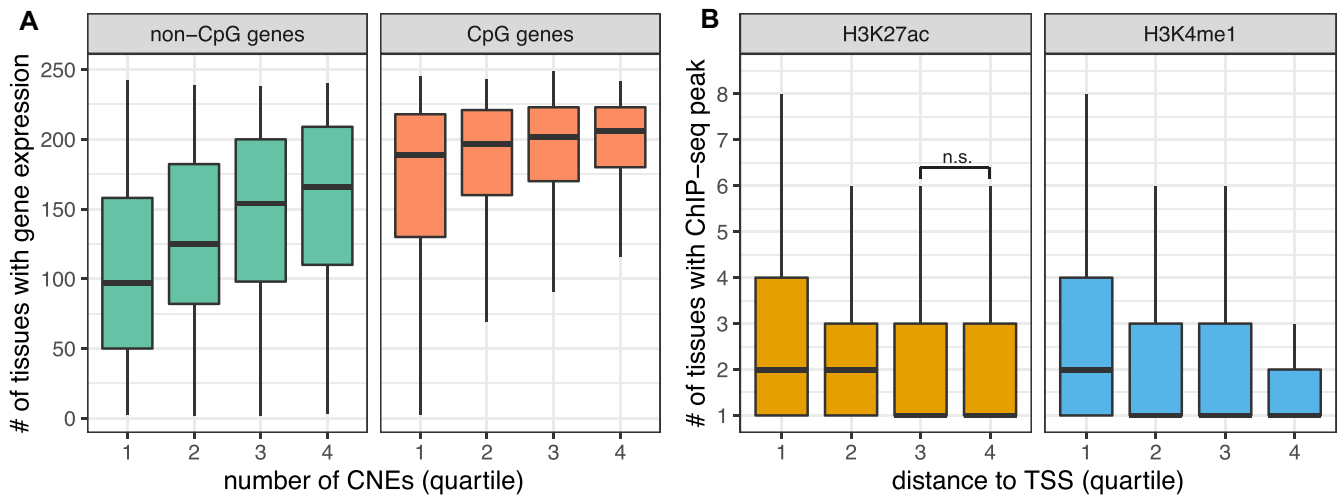 A
non−CpG genes
CpG genes
# of tissues with gene expression
250
200
150
100
50
0
1 2 3 4
1 2 3 4
number of CNEs (quartile)
B
H3K27ac
H3K4me1
# of tissues with ChIP−seq peak
8
7
6
5
4
3
2
1
n.s.
1 2 3 4
1 2 3 4
distance to TSS (quartile)